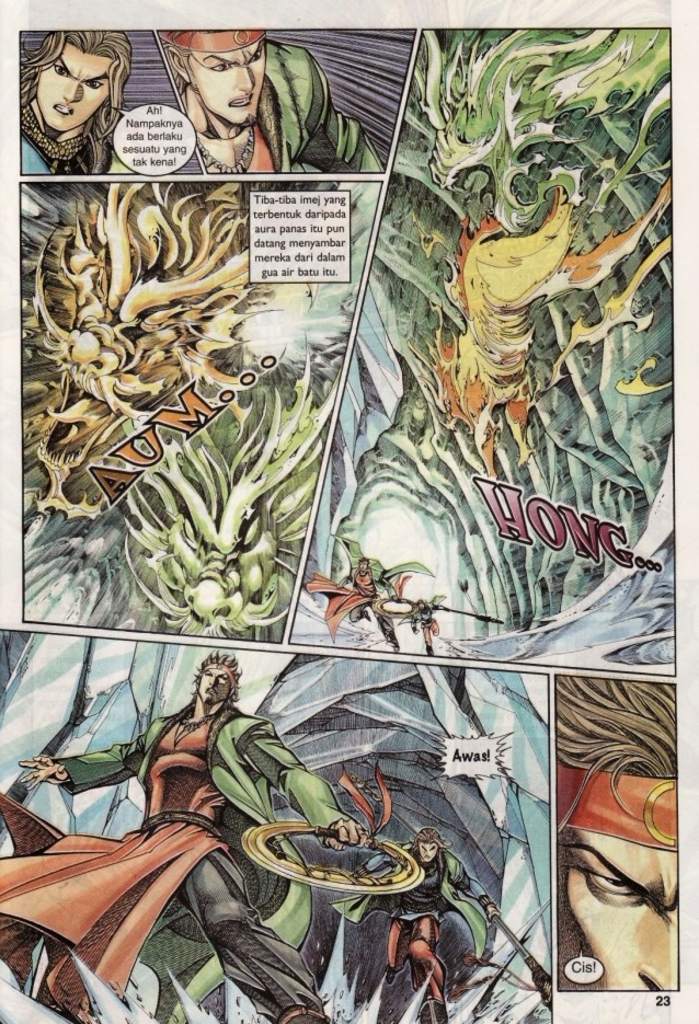 Ah!
Nampaknya
ada berlaku
sesuatu yang
tak kena!
Tiba-tiba imej yang
terbentuk daripada
aura panas itu pun
datang menyambar
mereka dari dalam
gua air batu itu.
AUM...
HONG...
Awas!
Cis!
23